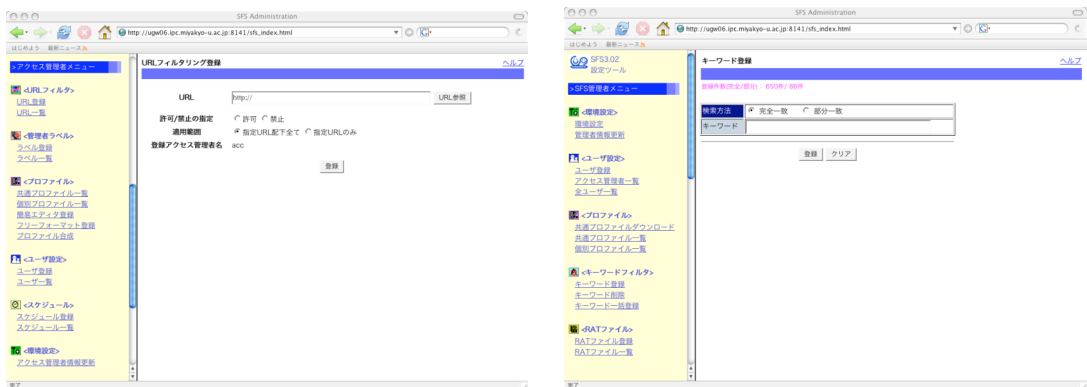 SFS Administration
http://ugw06.ipc.miyakyo-u.ac.jp:8141/sfs_index.html
はじめよう 最新ニュース
>アクセス管理者メニュー
<URLフィルタ>
URL登録
URL一覧
<管理者ラベル>
ラベル登録
ラベル一覧
<プロファイル>
共通プロファイル一覧
個別プロファイル一覧
簡易エディタ登録
フリーフォーマット登録
プロファイル合成
<ユーザ設定>
ユーザ登録
ユーザ一覧
<スケジュール>
スケジュール登録
スケジュール一覧
<環境設定>
アクセス管理者情報更新
URLフィルタリング登録
ヘルプ
URL http:// URL参照
許可/禁止の指定 許可 禁止
適用範囲 指定URL配下全て 指定URLのみ
登録アクセス管理者名 acc
登録
完了
SFS Administration
http://ugw06.ipc.miyakyo-u.ac.jp:8141/sfs_index.html
はじめよう 最新ニュース
SFS3.02
設定ツール
>SFS管理者メニュー
<環境設定>
環境設定
管理者情報更新
<ユーザ設定>
ユーザ登録
アクセス管理者一覧
全ユーザ一覧
<プロファイル>
共通プロファイルダウンロード
共通プロファイル一覧
個別プロファイル一覧
<キーワードフィルタ>
キーワード登録
キーワード削除
キーワード一括登録
<RATファイル>
RATファイル登録
RATファイル一覧
キーワード登録
ヘルプ
登録件数(完全/部分) : 650件/ 66件
検索方法 完全一致 部分一致
キーワード
登録 クリア
完了